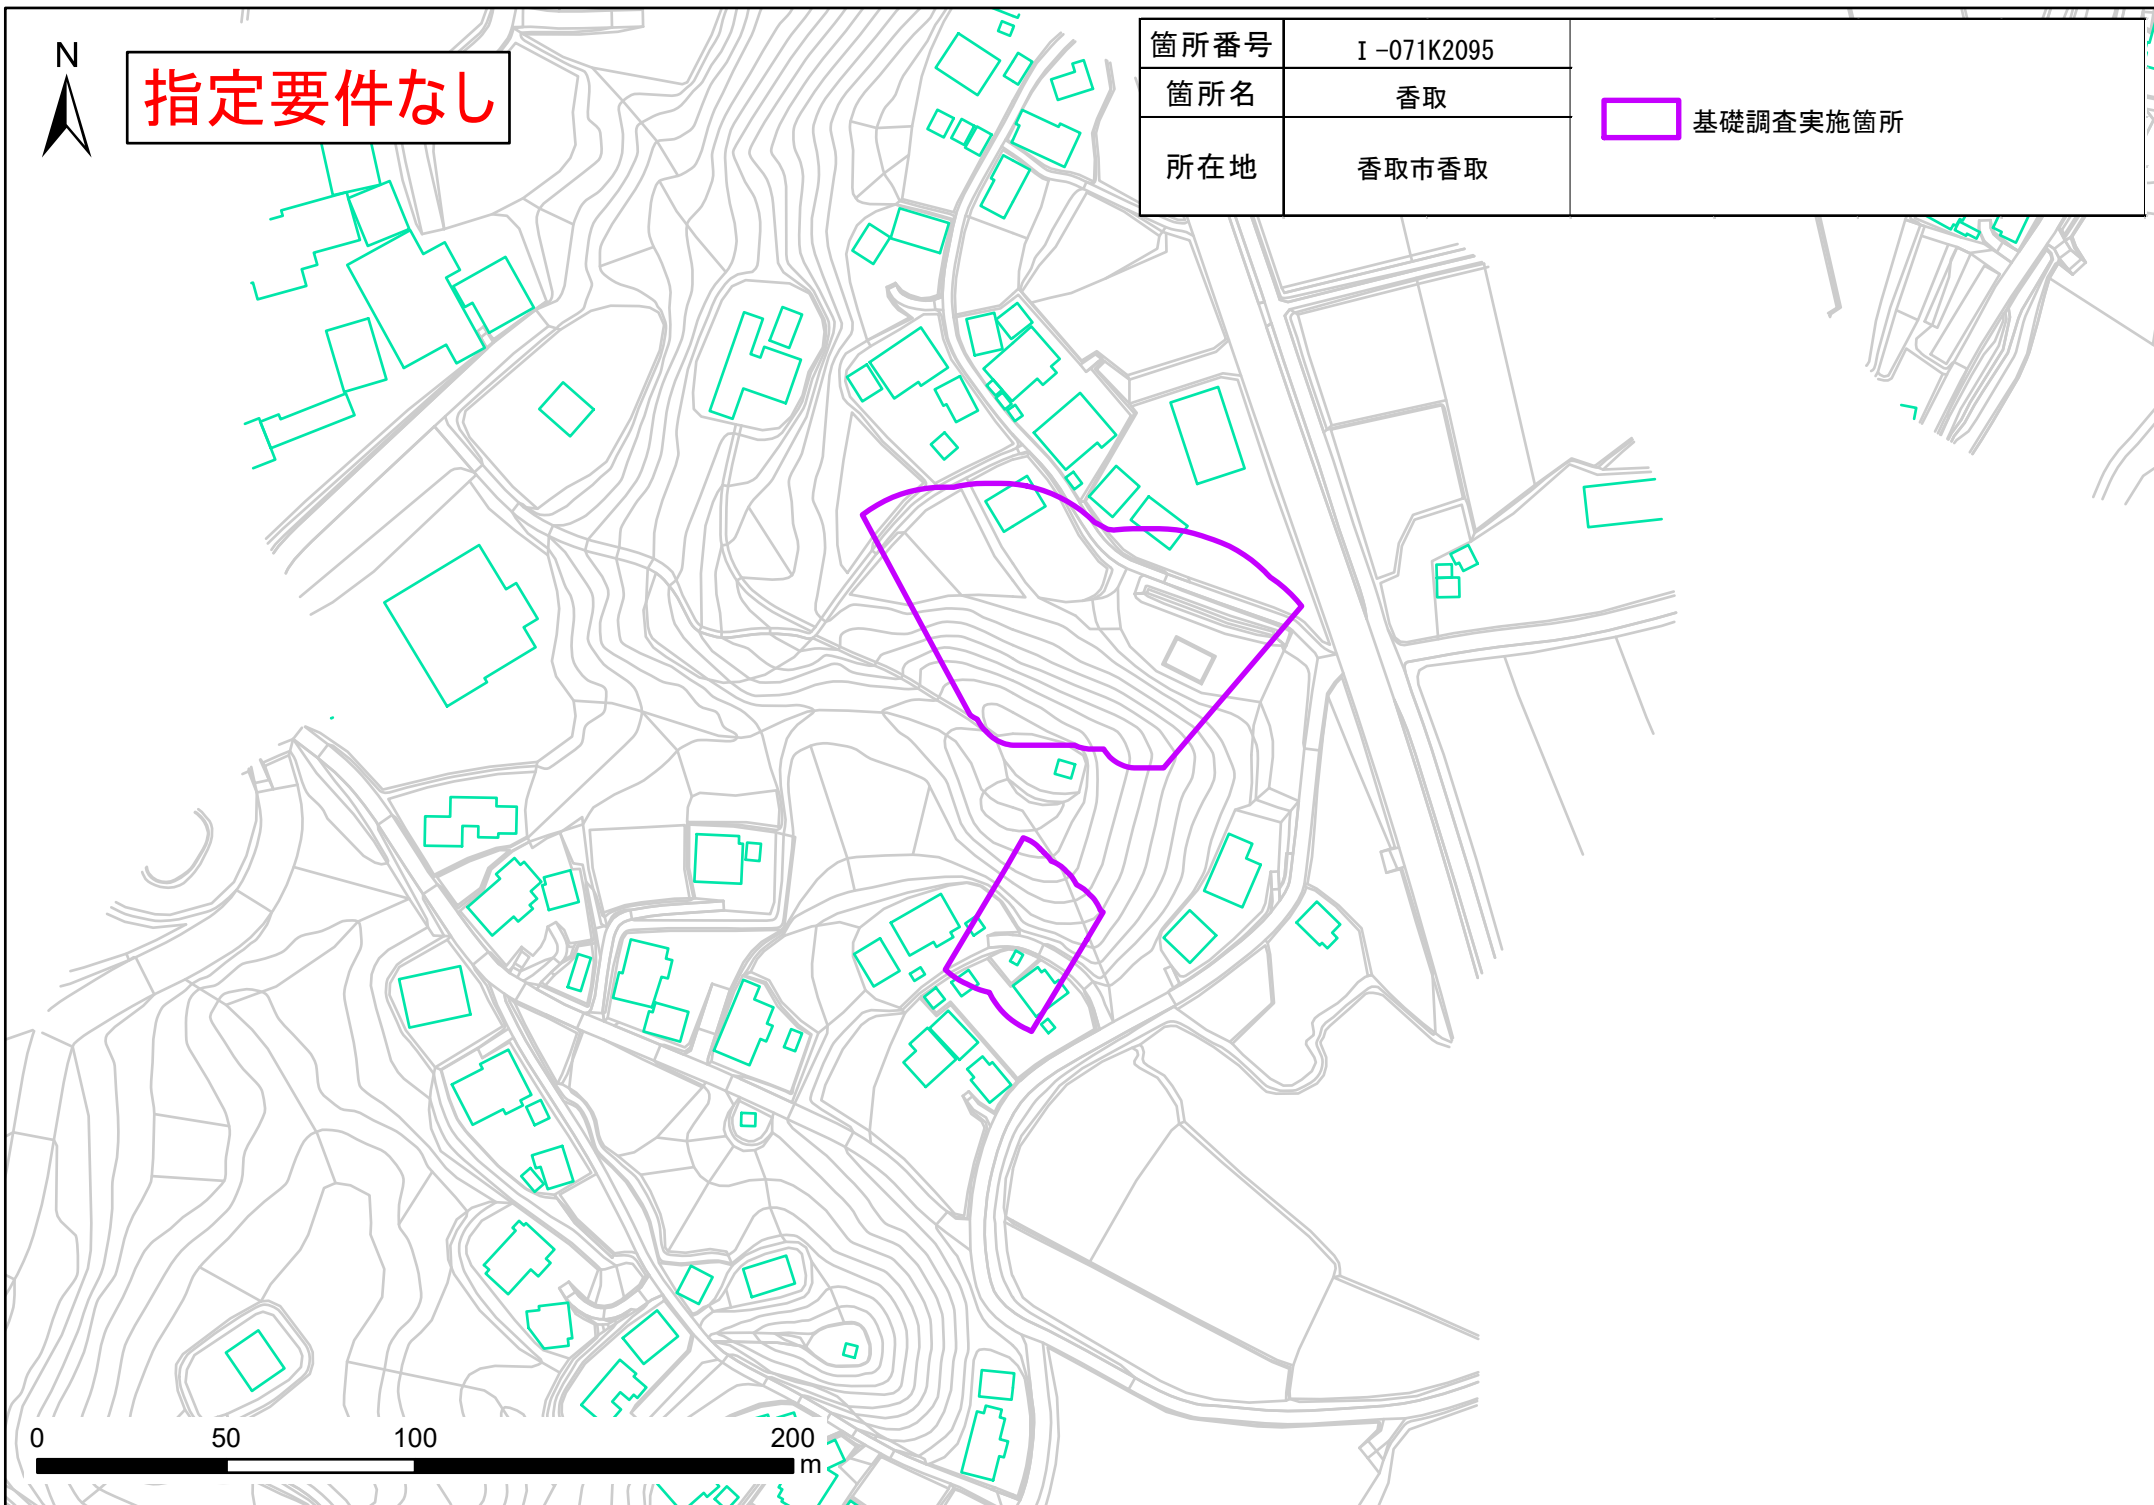 N
指定要件なし
箇所番号 I-071K2095
箇所名 香取
所在地 香取市香取
基礎調査実施箇所
0 50 100 200
m